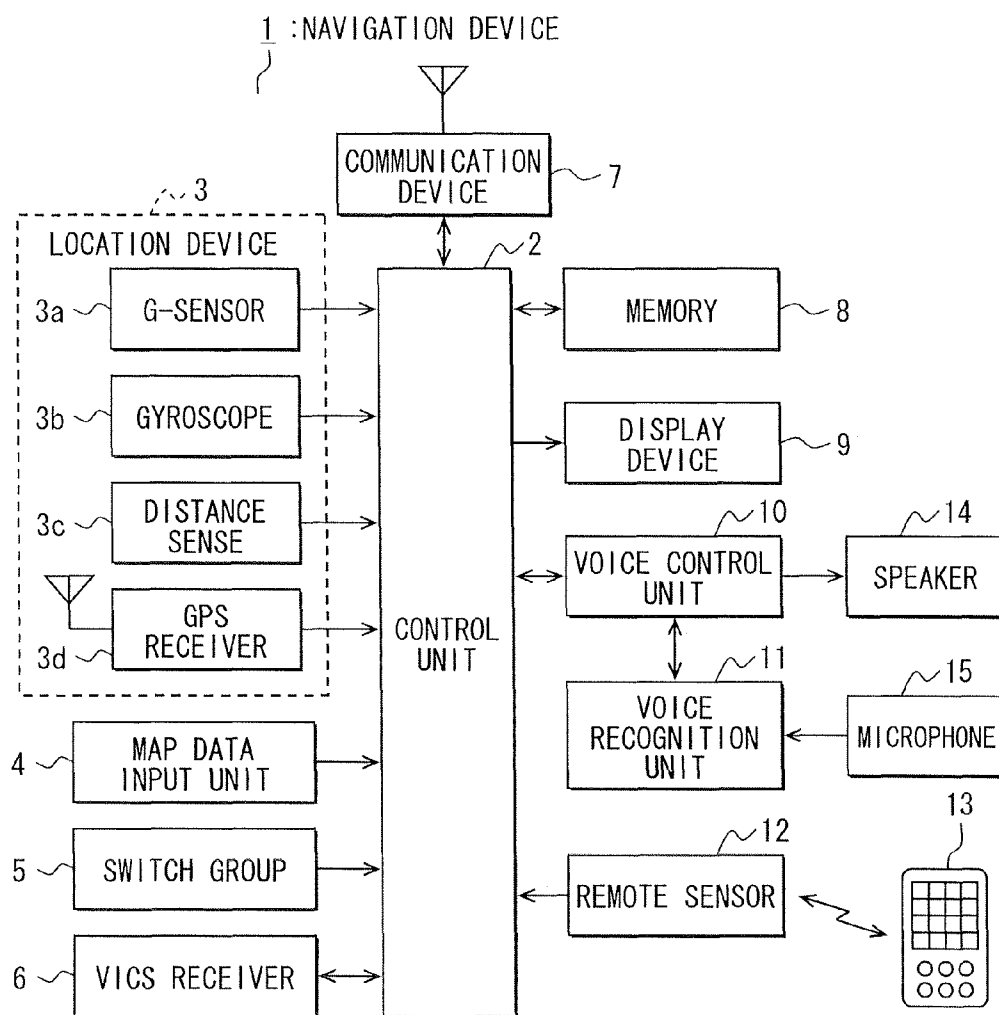 1 :NAVIGATION DEVICE
COMMUNICATION
DEVICE
7
3
LOCATION DEVICE
2
3a
G-SENSOR
MEMORY
8
3b
GYROSCOPE
DISPLAY
DEVICE
9
3c
DISTANCE
SENSE
10
14
VOICE CONTROL
UNIT
SPEAKER
3d
GPS
RECEIVER
CONTROL
UNIT
11
15
VOICE
RECOGNITION
UNIT
MICROPHONE
4
MAP DATA
INPUT UNIT
12
13
5
SWITCH GROUP
REMOTE SENSOR
6
VICS RECEIVER